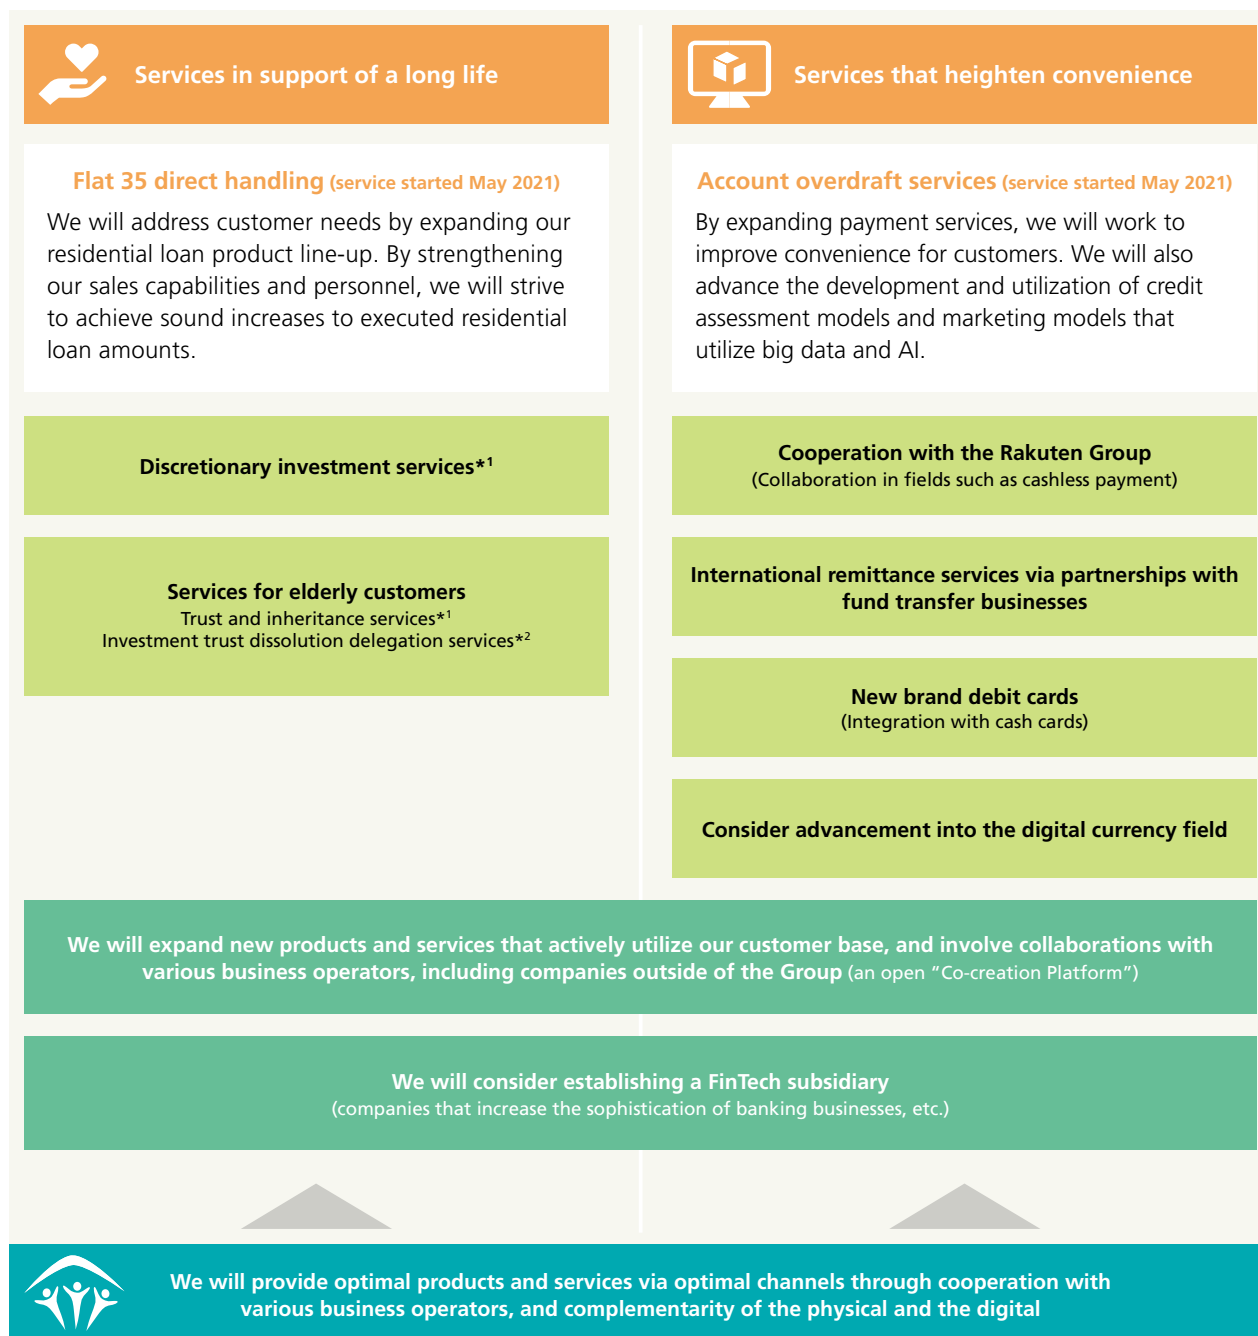 Services in support of a long life
Flat 35 direct handling (service started May 2021)
We will address customer needs by expanding our
residential loan product line-up. By strengthening
our sales capabilities and personnel, we will strive
to achieve sound increases to executed residential
loan amounts.
Discretionary investment services*1
Services for elderly customers
Trust and inheritance services*1
Investment trust dissolution delegation services*2
Services that heighten convenience
Account overdraft services (service started May 2021)
By expanding payment services, we will work to
improve convenience for customers. We will also
advance the development and utilization of credit
assessment models and marketing models that
utilize big data and AI.
Cooperation with the Rakuten Group
(Collaboration in fields such as cashless payment)
International remittance services via partnerships with
fund transfer businesses
New brand debit cards
(Integration with cash cards)
Consider advancement into the digital currency field
We will expand new products and services that actively utilize our customer base, and involve collaborations with
various business operators, including companies outside of the Group (an open “Co-creation Platform”)
We will consider establishing a FinTech subsidiary
(companies that increase the sophistication of banking businesses, etc.)
We will provide optimal products and services via optimal channels through cooperation with
various business operators, and complementarity of the physical and the digital